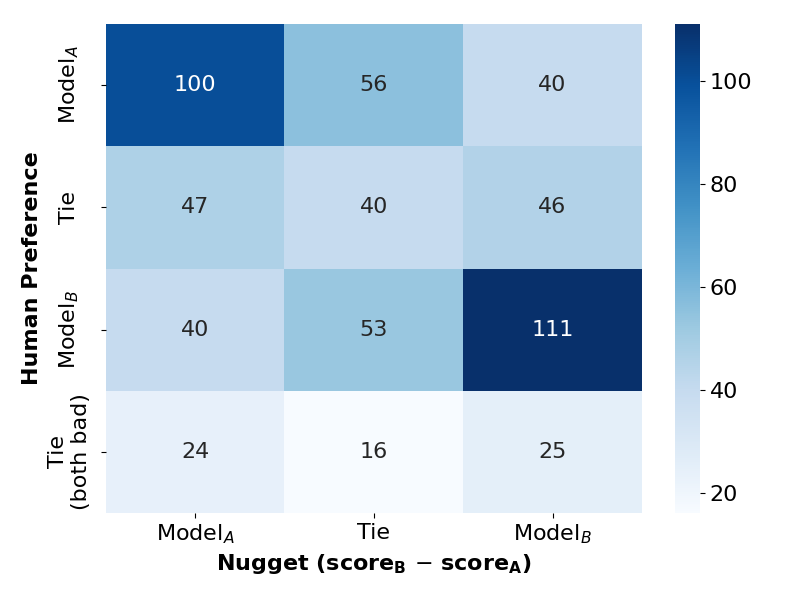 Human Preference
Model_A
100
56
40
100
Tie
47
40
46
80
Model_B
40
53
111
60
40
Tie
(both bad)
24
16
25
20
Model_A
Tie
Model_B
Nugget (score_B − score_A)